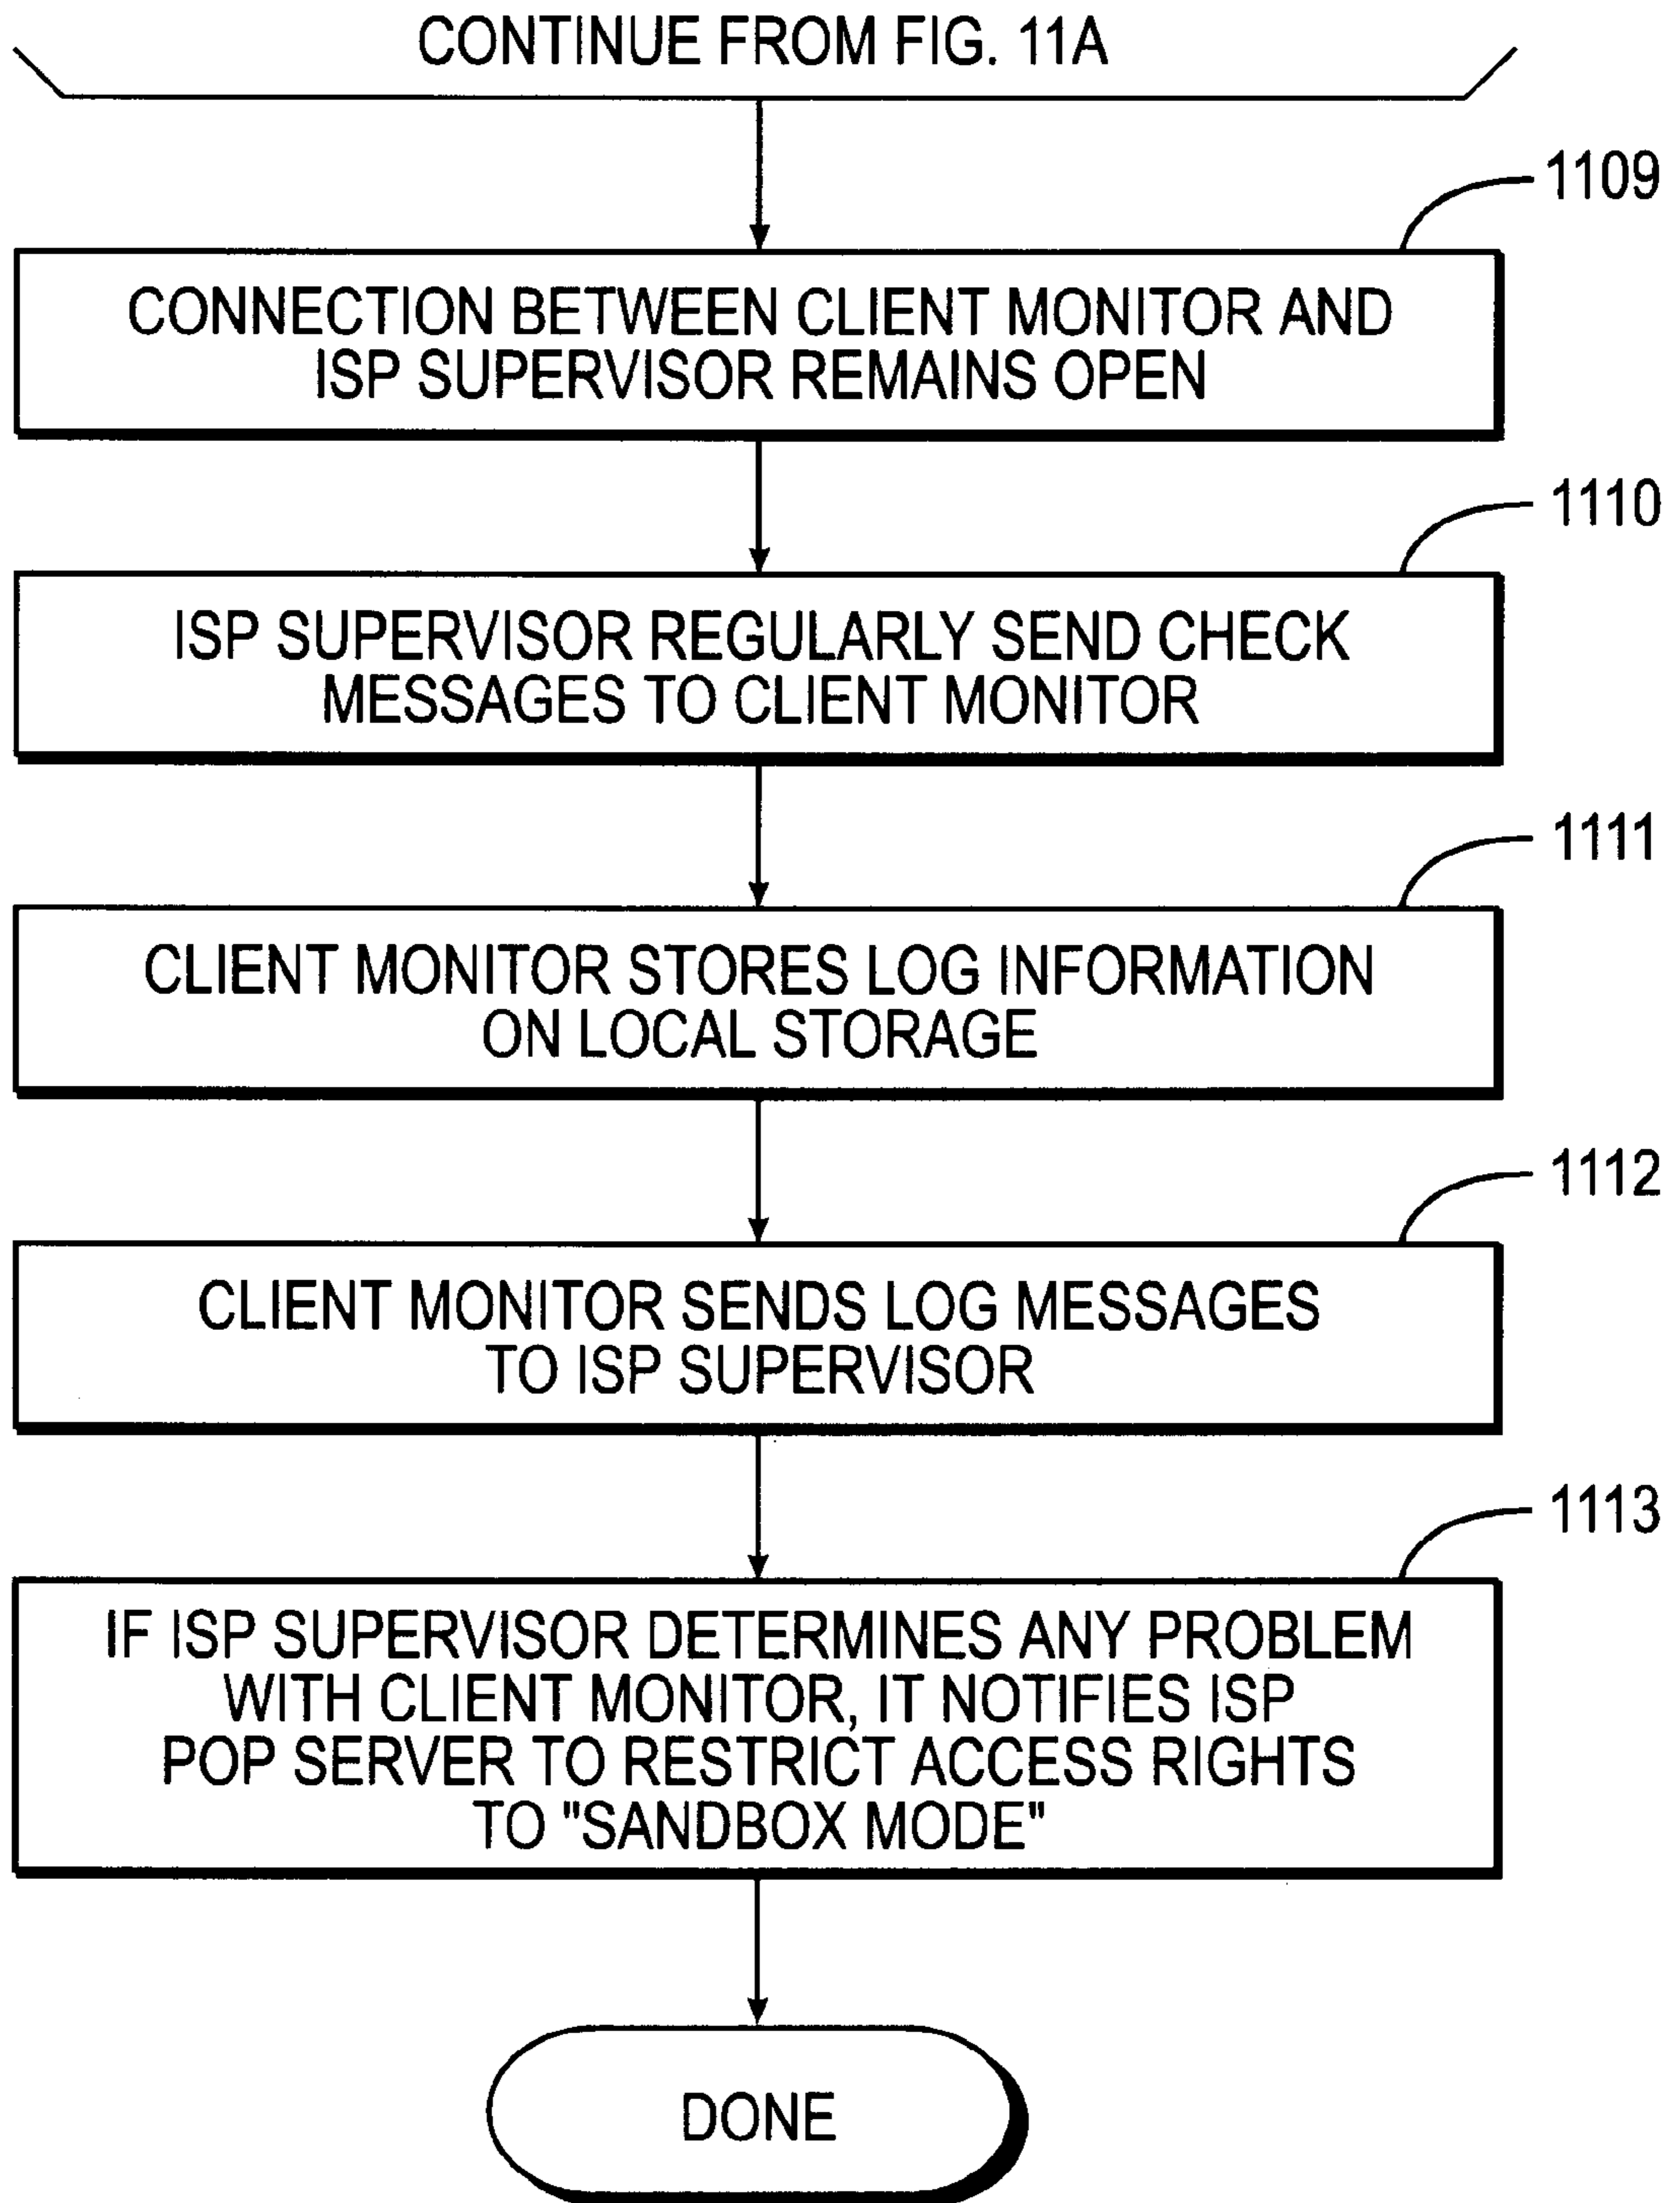 CONTINUE FROM FIG. 11A
1109
CONNECTION BETWEEN CLIENT MONITOR AND
ISP SUPERVISOR REMAINS OPEN
1110
ISP SUPERVISOR REGULARLY SEND CHECK
MESSAGES TO CLIENT MONITOR
1111
CLIENT MONITOR STORES LOG INFORMATION
ON LOCAL STORAGE
1112
CLIENT MONITOR SENDS LOG MESSAGES
TO ISP SUPERVISOR
1113
IF ISP SUPERVISOR DETERMINES ANY PROBLEM
WITH CLIENT MONITOR, IT NOTIFIES ISP
POP SERVER TO RESTRICT ACCESS RIGHTS
TO "SANDBOX MODE"
DONE